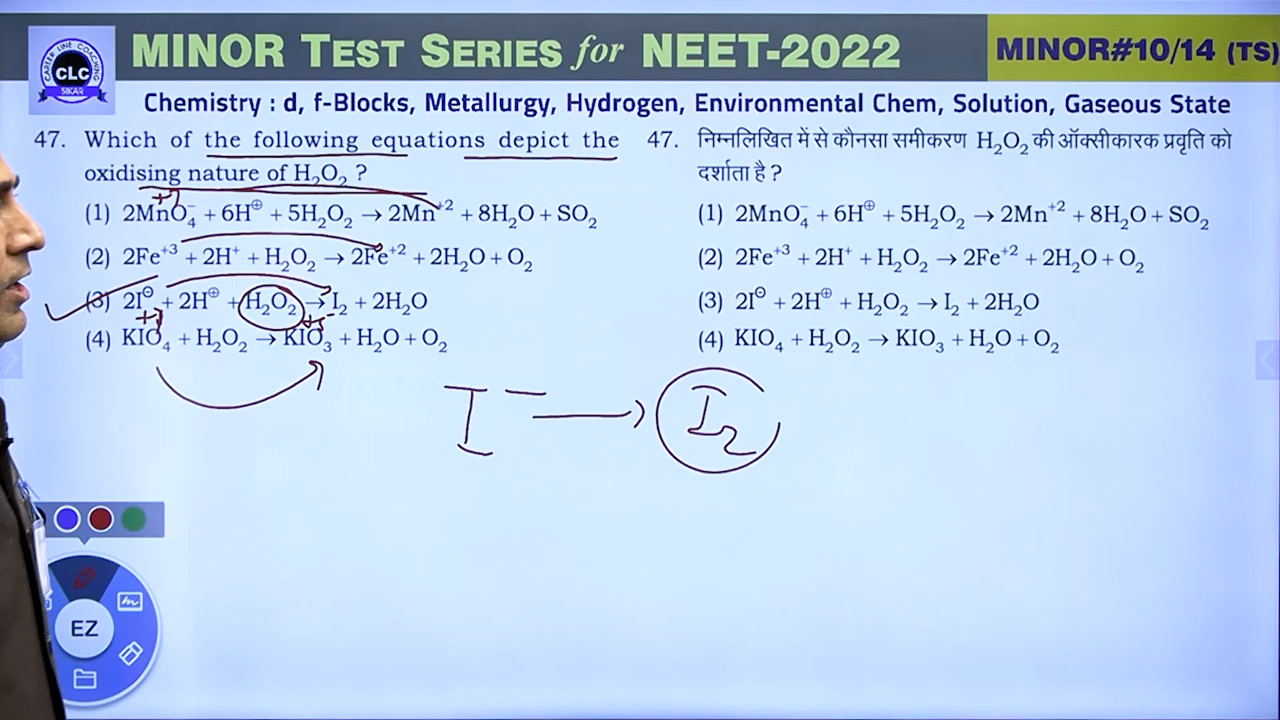 CAREER LINE COACHING
CLC
SIKAR
MINOR TEST SERIES for NEET-2022
MINOR#10/14 (TS)
Chemistry : d, f-Blocks, Metallurgy, Hydrogen, Environmental Chem, Solution, Gaseous State
47. Which of the following equations depict the
oxidising nature of H₂O₂ ?
(1) 2MnO₄⁻ + 6H⊕ + 5H₂O₂ → 2Mn⁺² + 8H₂O + SO₂
(2) 2Fe⁺³ + 2H⁺ + H₂O₂ → 2Fe⁺² + 2H₂O + O₂
(3) 2I⊖ + 2H⊕ + H₂O₂ → I₂ + 2H₂O
(4) KIO₄ + H₂O₂ → KIO₃ + H₂O + O₂
47. निम्नलिखित में से कौनसा समीकरण H₂O₂ की ऑक्सीकारक प्रवृति को
दर्शाता है ?
(1) 2MnO₄⁻ + 6H⊕ + 5H₂O₂ → 2Mn⁺² + 8H₂O + SO₂
(2) 2Fe⁺³ + 2H⁺ + H₂O₂ → 2Fe⁺² + 2H₂O + O₂
(3) 2I⊖ + 2H⊕ + H₂O₂ → I₂ + 2H₂O
(4) KIO₄ + H₂O₂ → KIO₃ + H₂O + O₂
I⁻ → I₂
EZ